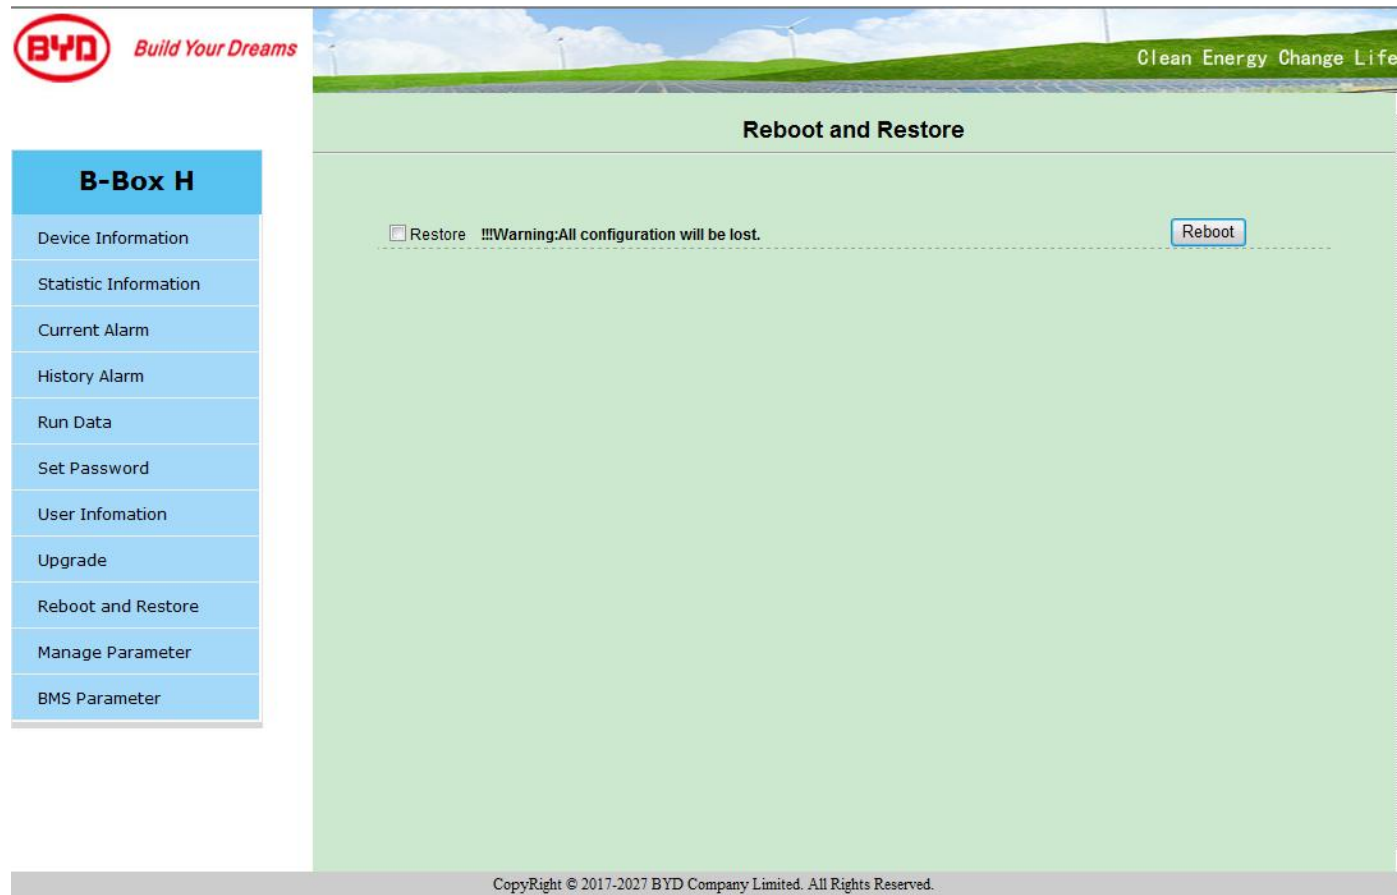 BYD Build Your Dreams
Clean Energy Change Life
Reboot and Restore
B-Box H
Device Information
Statistic Information
Current Alarm
History Alarm
Run Data
Set Password
User Infomation
Upgrade
Reboot and Restore
Manage Parameter
BMS Parameter
Restore !!!Warning:All configuration will be lost. Reboot
CopyRight © 2017-2027 BYD Company Limited. All Rights Reserved.